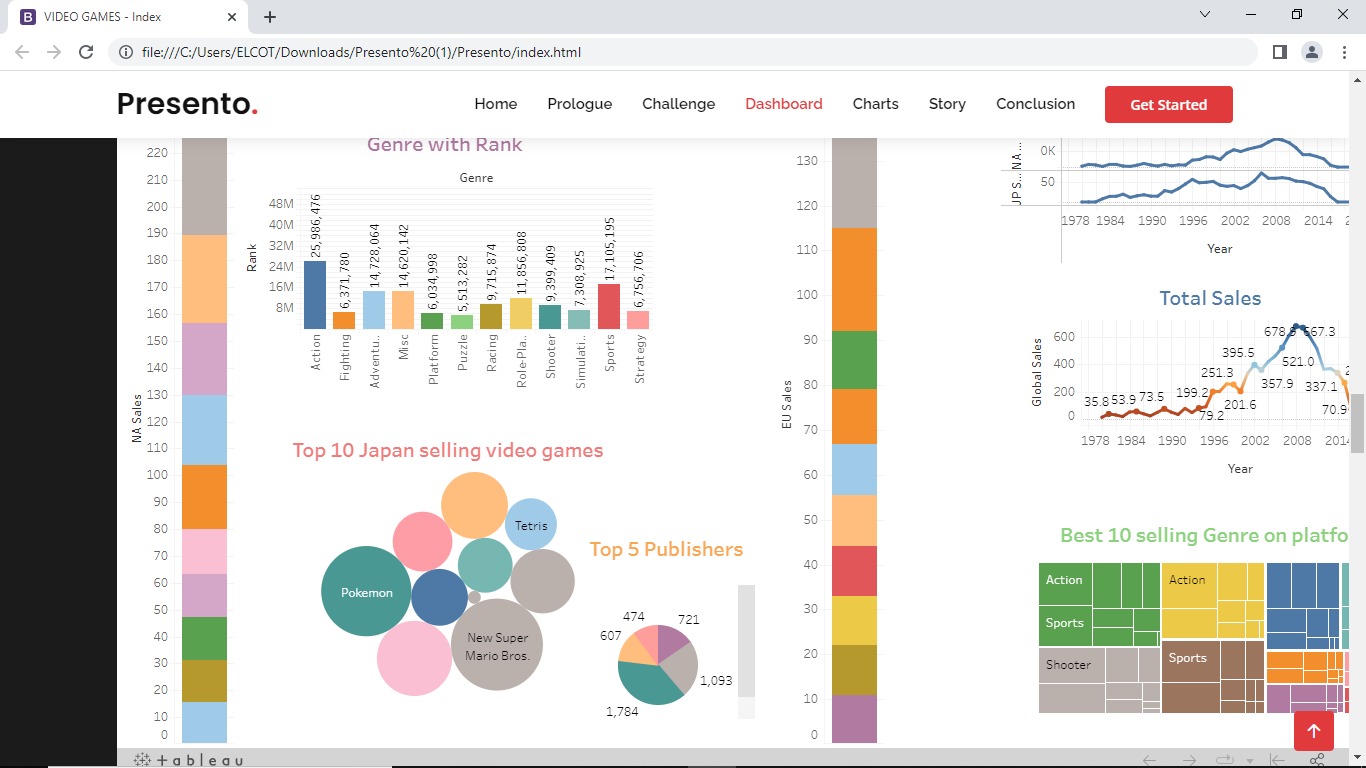 VIDEO GAMES - Index
file:///C:/Users/ELCOT/Downloads/Presento%20(1)/Presento/index.html
Presento.
Home
Prologue
Challenge
Dashboard
Charts
Story
Conclusion
Get Started
NA Sales
220
210
200
190
180
170
160
150
140
130
120
110
100
90
80
70
60
50
40
30
20
10
0
Genre with Rank
Genre
Rank
48M
40M
32M
24M
16M
8M
25,986,476
6,371,780
14,728,064
14,620,142
6,034,998
5,513,282
9,715,874
11,856,808
9,399,409
7,308,925
17,105,195
6,756,706
Action
Fighting
Adventu..
Misc
Platform
Puzzle
Racing
Role-Pla..
Shooter
Simulati..
Sports
Strategy
Top 10 Japan selling video games
Tetris
Pokemon
New Super
Mario Bros.
Top 5 Publishers
474
721
607
1,093
1,784
EU Sales
130
120
110
100
90
80
70
60
50
40
30
20
10
0
NA ...
0K
JP S...
50
1978 1984 1990 1996 2002 2008 2014
Year
Total Sales
Global Sales
600
400
200
0
35.8
53.9
73.5
199.2
79.2
251.3
201.6
395.5
357.9
678.
521.0
667.3
337.1
70.9
1978 1984 1990 1996 2002 2008 2014
Year
Best 10 selling Genre on platfo
Action
Sports
Shooter
Action
Sports
+ableau